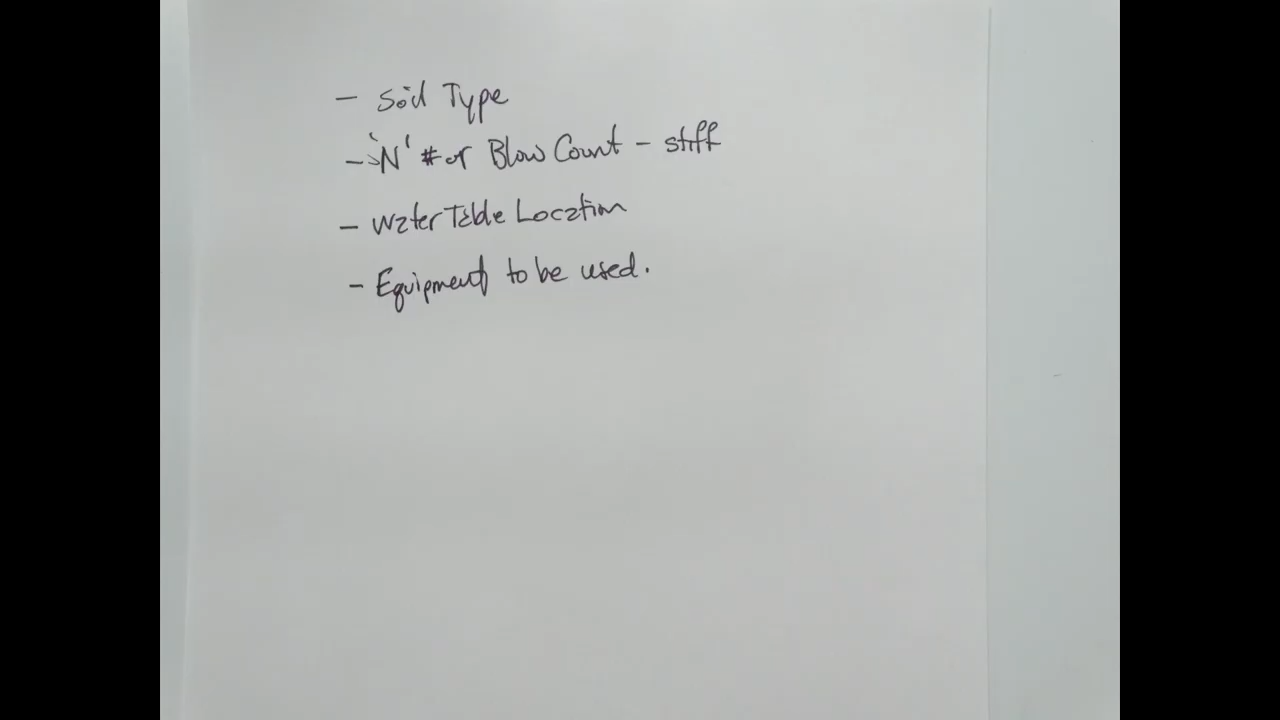 - Soil Type
- 'N' # or Blow Count - stiff
- Water Table Location
- Equipment to be used.